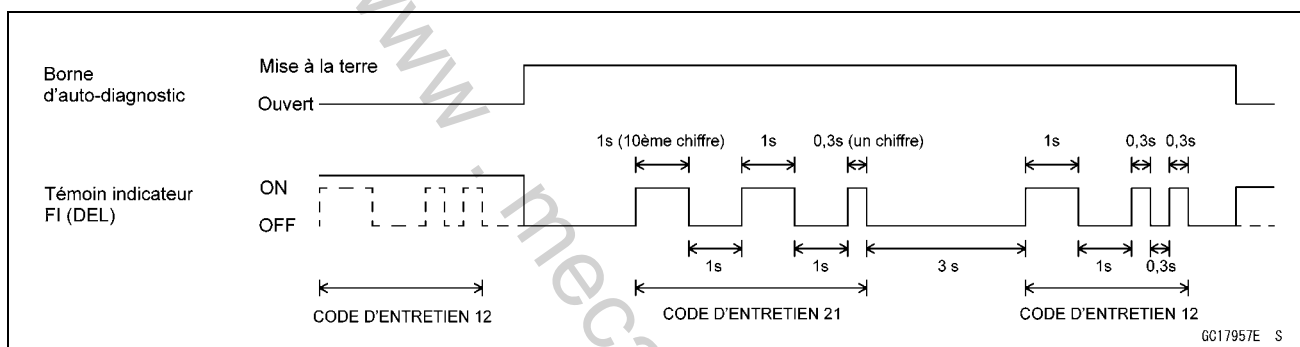 Borne
d'auto-diagnostic
Mise à la terre
Ouvert
1s (10ème chiffre)
1s
0,3s (un chiffre)
1s
0,3s 0,3s
Témoin indicateur
FI (DEL)
ON
OFF
1s
1s
3 s
1s
0,3s
CODE D'ENTRETIEN 12
CODE D'ENTRETIEN 21
CODE D'ENTRETIEN 12
GC17957E S
www.meca